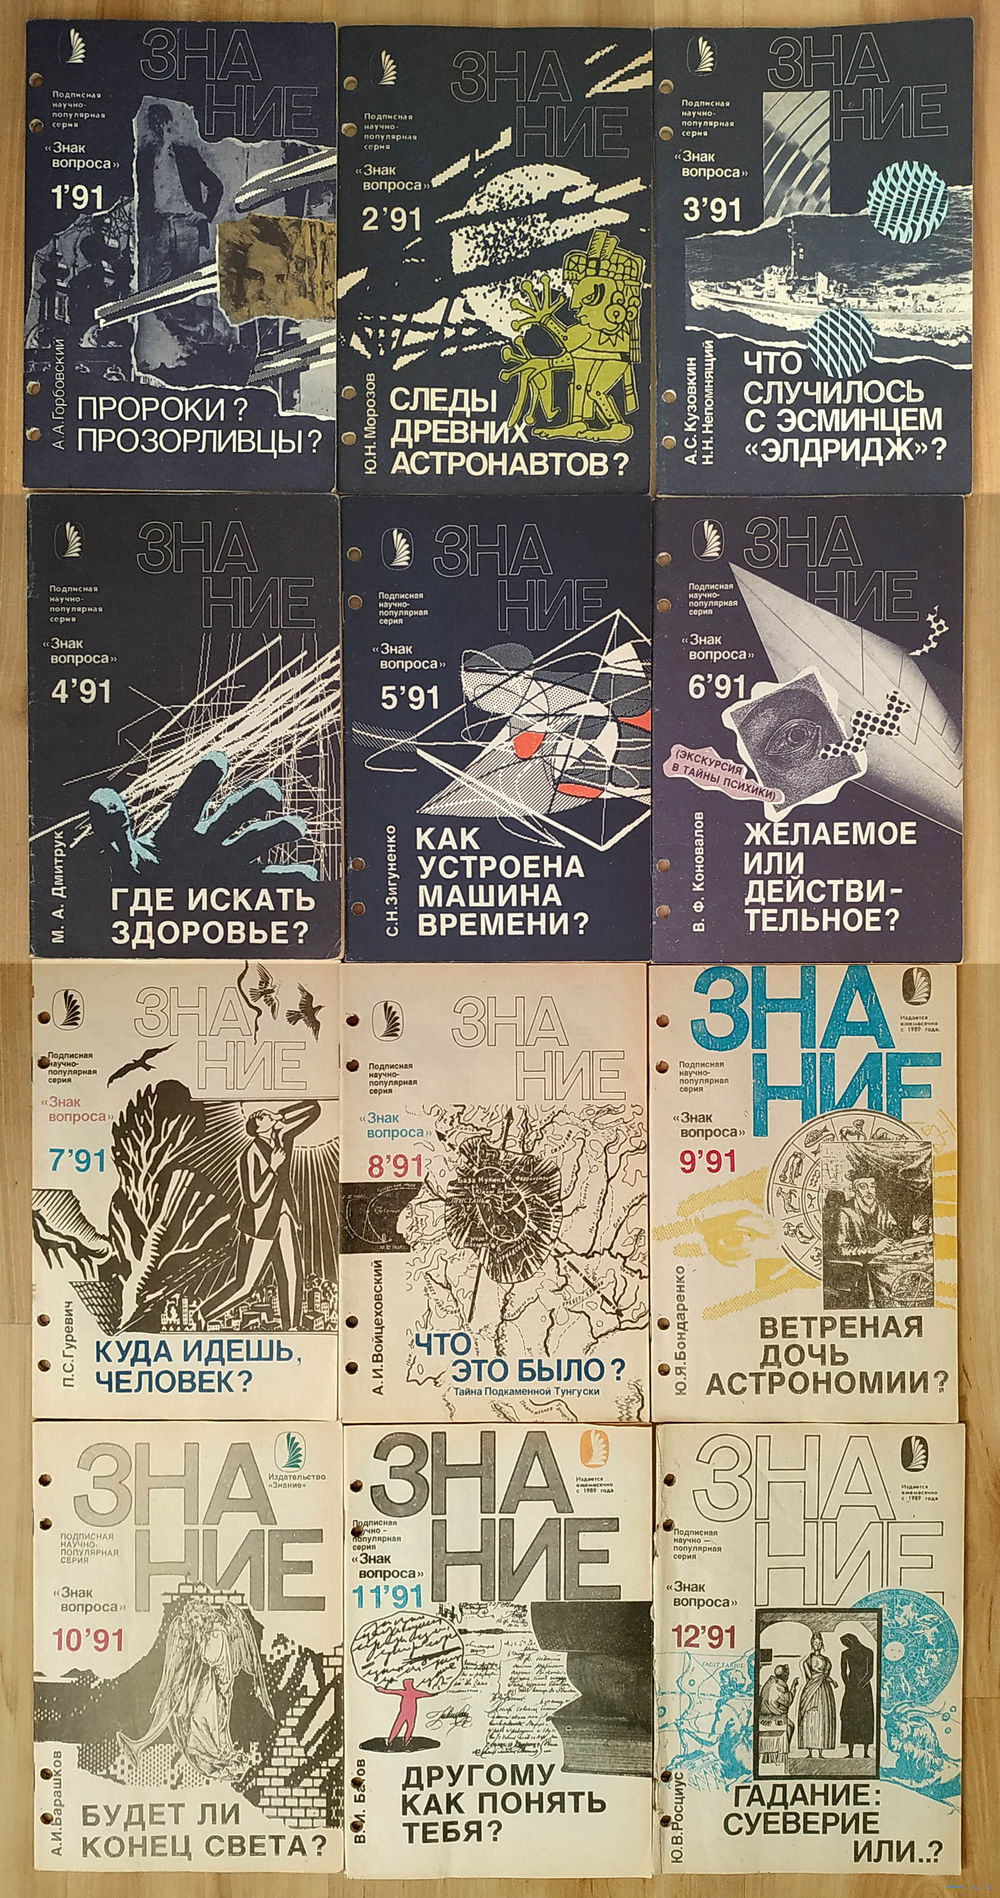 ЗНА
НИЕ
Подписная
научно-
популярная
серия
«Знак
вопроса»
1'91
А.А.Горбовский
ПРОРОКИ?
ПРОЗОРЛИВЦЫ?
ЗНА
НИЕ
Подписная
научно-
популярная
серия
«Знак
вопроса»
2'91
Ю.Н.Морозов
СЛЕДЫ
ДРЕВНИХ
АСТРОНАВТОВ?
ЗНА
НИЕ
Подписная
научно-
популярная
серия
«Знак
вопроса»
3'91
А.С.Кузовкин
Н.Н.Непомнящий
ЧТО
СЛУЧИЛОСЬ
С ЭСМИНЦЕМ
«ЭЛДРИДЖ»?
ЗНА
НИЕ
Подписная
научно-
популярная
серия
«Знак
вопроса»
4'91
М. А. Дмитрук
ГДЕ ИСКАТЬ
ЗДОРОВЬЕ?
ЗНА
НИЕ
Подписная
научно-
популярная
серия
«Знак
вопроса»
5'91
С.Н.Зигуненко
КАК
УСТРОЕНА
МАШИНА
ВРЕМЕНИ?
ЗНА
НИЕ
Подписная
научно-
популярная
серия
«Знак
вопроса»
6'91
(ЭКСКУРСИЯ
В ТАЙНЫ ПСИХИКИ)
В. Ф. Коновалов
ЖЕЛАЕМОЕ
ИЛИ
ДЕЙСТВИ-
ТЕЛЬНОЕ?
ЗНА
НИЕ
Подписная
научно-
популярная
серия
«Знак
вопроса»
7'91
П.С.Гуревич
КУДА ИДЕШЬ,
ЧЕЛОВЕК?
ЗНА
НИЕ
Подписная
научно-
популярная
серия
«Знак
вопроса»
8'91
База Кулика
А.И.Войцеховский
ЧТО
ЭТО БЫЛО?
Тайна Подкаменной Тунгуски
ЗНА
НИЕ
Издается
ежемесячно
с 1989 года.
Подписная
научно-
популярная
серия
«Знак
вопроса»
9'91
Ю.Я.Бондаренко
ВЕТРЕНАЯ
ДОЧЬ
АСТРОНОМИИ?
ЗНА
НИЕ
Издательство
«Знание»
ПОДПИСНАЯ
НАУЧНО-
ПОПУЛЯРНАЯ
СЕРИЯ
«Знак
вопроса»
10'91
А.И.Барашков
БУДЕТ ЛИ
КОНЕЦ СВЕТА?
ЗНА
НИЕ
Издается
ежемесячно
с 1989 года
Подписная
научно-
популярная
серия
«Знак
вопроса»
11'91
ДРУГОМУ
КАК ПОНЯТЬ
ТЕБЯ?
ЗНА
НИЕ
Издается
ежемесячно
с 1989 года
Подписная
научно-
популярная
серия
«Знак
вопроса»
12'91
SAGITTARIUS
Ю.В.Росциус
ГАДАНИЕ:
СУЕВЕРИЕ
ИЛИ..?